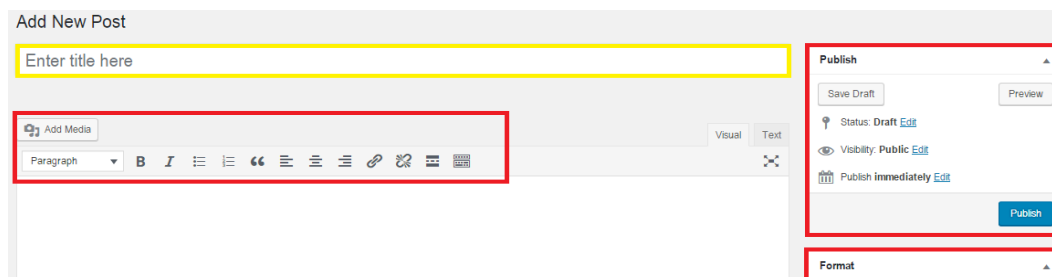 Add New Post
Enter title here
Add Media
Visual Text
Paragraph B I
Publish
Save Draft Preview
Status: Draft Edit
Visibility: Public Edit
Publish immediately Edit
Publish
Format